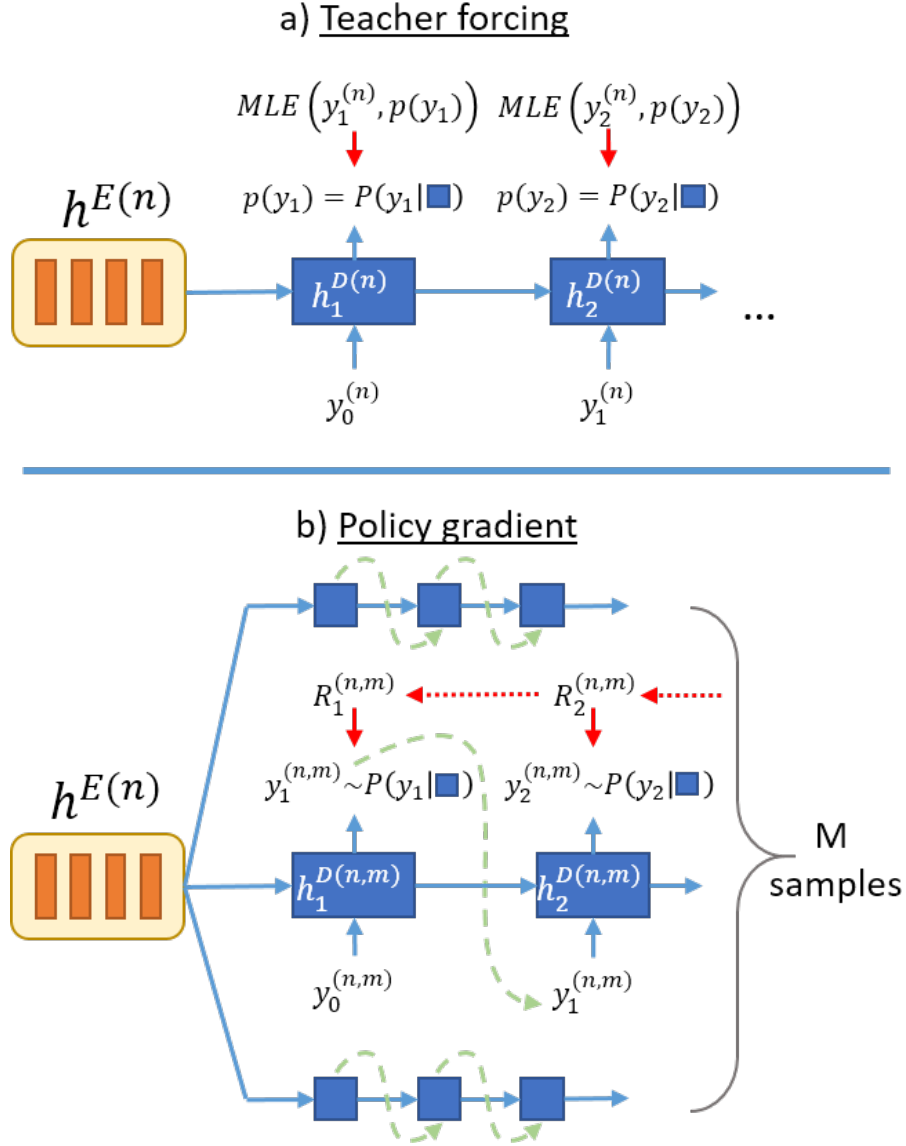 a) Teacher forcing
MLE(y_1^{(n)}, p(y_1)) MLE(y_2^{(n)}, p(y_2))
h^{E(n)} p(y_1) = P(y_1|■) p(y_2) = P(y_2|■)
h_1^{D(n)} h_2^{D(n)}
...
y_0^{(n)} y_1^{(n)}
b) Policy gradient
R_1^{(n,m)} R_2^{(n,m)}
h^{E(n)} y_1^{(n,m)}~P(y_1|■) y_2^{(n,m)}~P(y_2|■)
M
samples
h_1^{D(n,m)} h_2^{D(n,m)}
y_0^{(n,m)} y_1^{(n,m)}